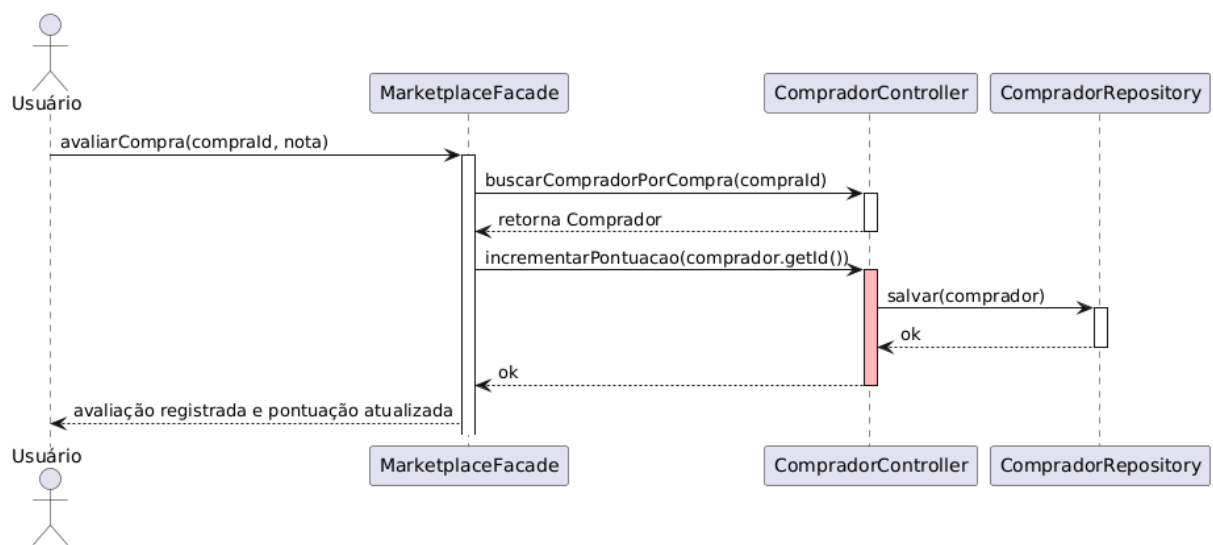 Usuário
MarketplaceFacade
CompradorController
CompradorRepository
avaliarCompra(compraId, nota)
buscarCompradorPorCompra(compraId)
retorna Comprador
incrementarPontuacao(comprador.getId())
salvar(comprador)
ok
ok
avaliação registrada e pontuação atualizada
Usuário
MarketplaceFacade
CompradorController
CompradorRepository